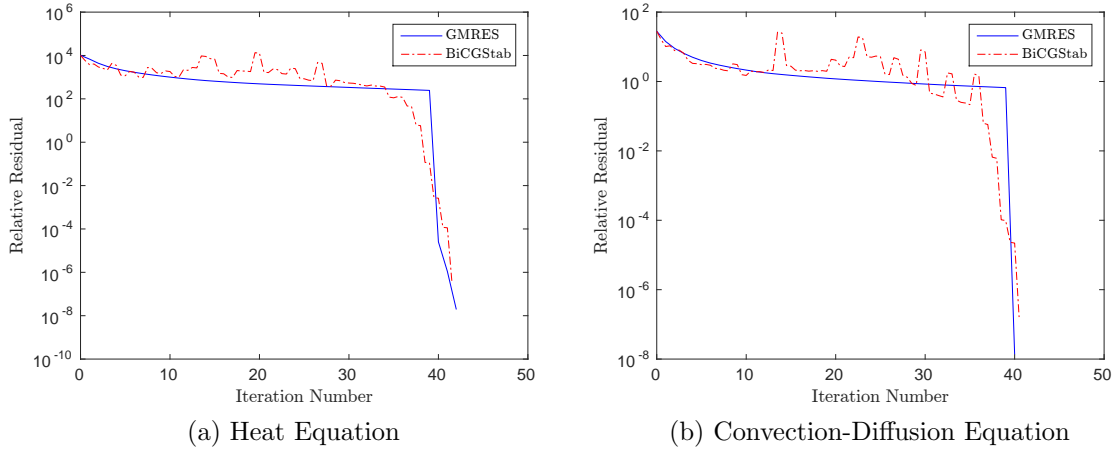 10^6
10^4
10^2
10^0
10^-2
10^-4
10^-6
10^-8
10^-10
Relative Residual
0 10 20 30 40 50
Iteration Number
GMRES
BiCGStab
(a) Heat Equation
10^2
10^0
10^-2
10^-4
10^-6
10^-8
Relative Residual
0 10 20 30 40 50
Iteration Number
GMRES
BiCGStab
(b) Convection-Diffusion Equation